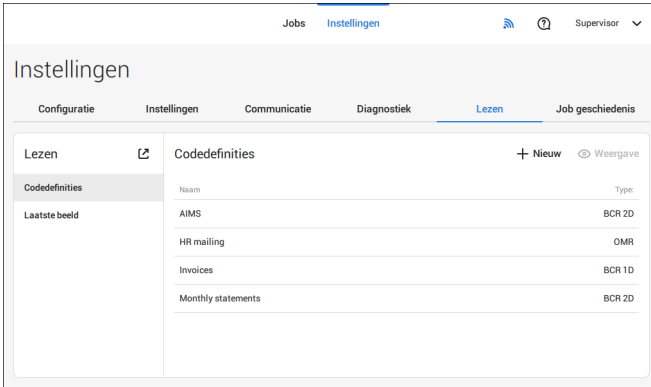 Jobs Instellingen Supervisor
Instellingen
Configuratie Instellingen Communicatie Diagnostiek Lezen Job geschiedenis
Lezen
Codedefinities
Laatste beeld
Codedefinities + Nieuw Weergave
Naam Type:
AIMS BCR 2D
HR mailing OMR
Invoices BCR 1D
Monthly statements BCR 2D